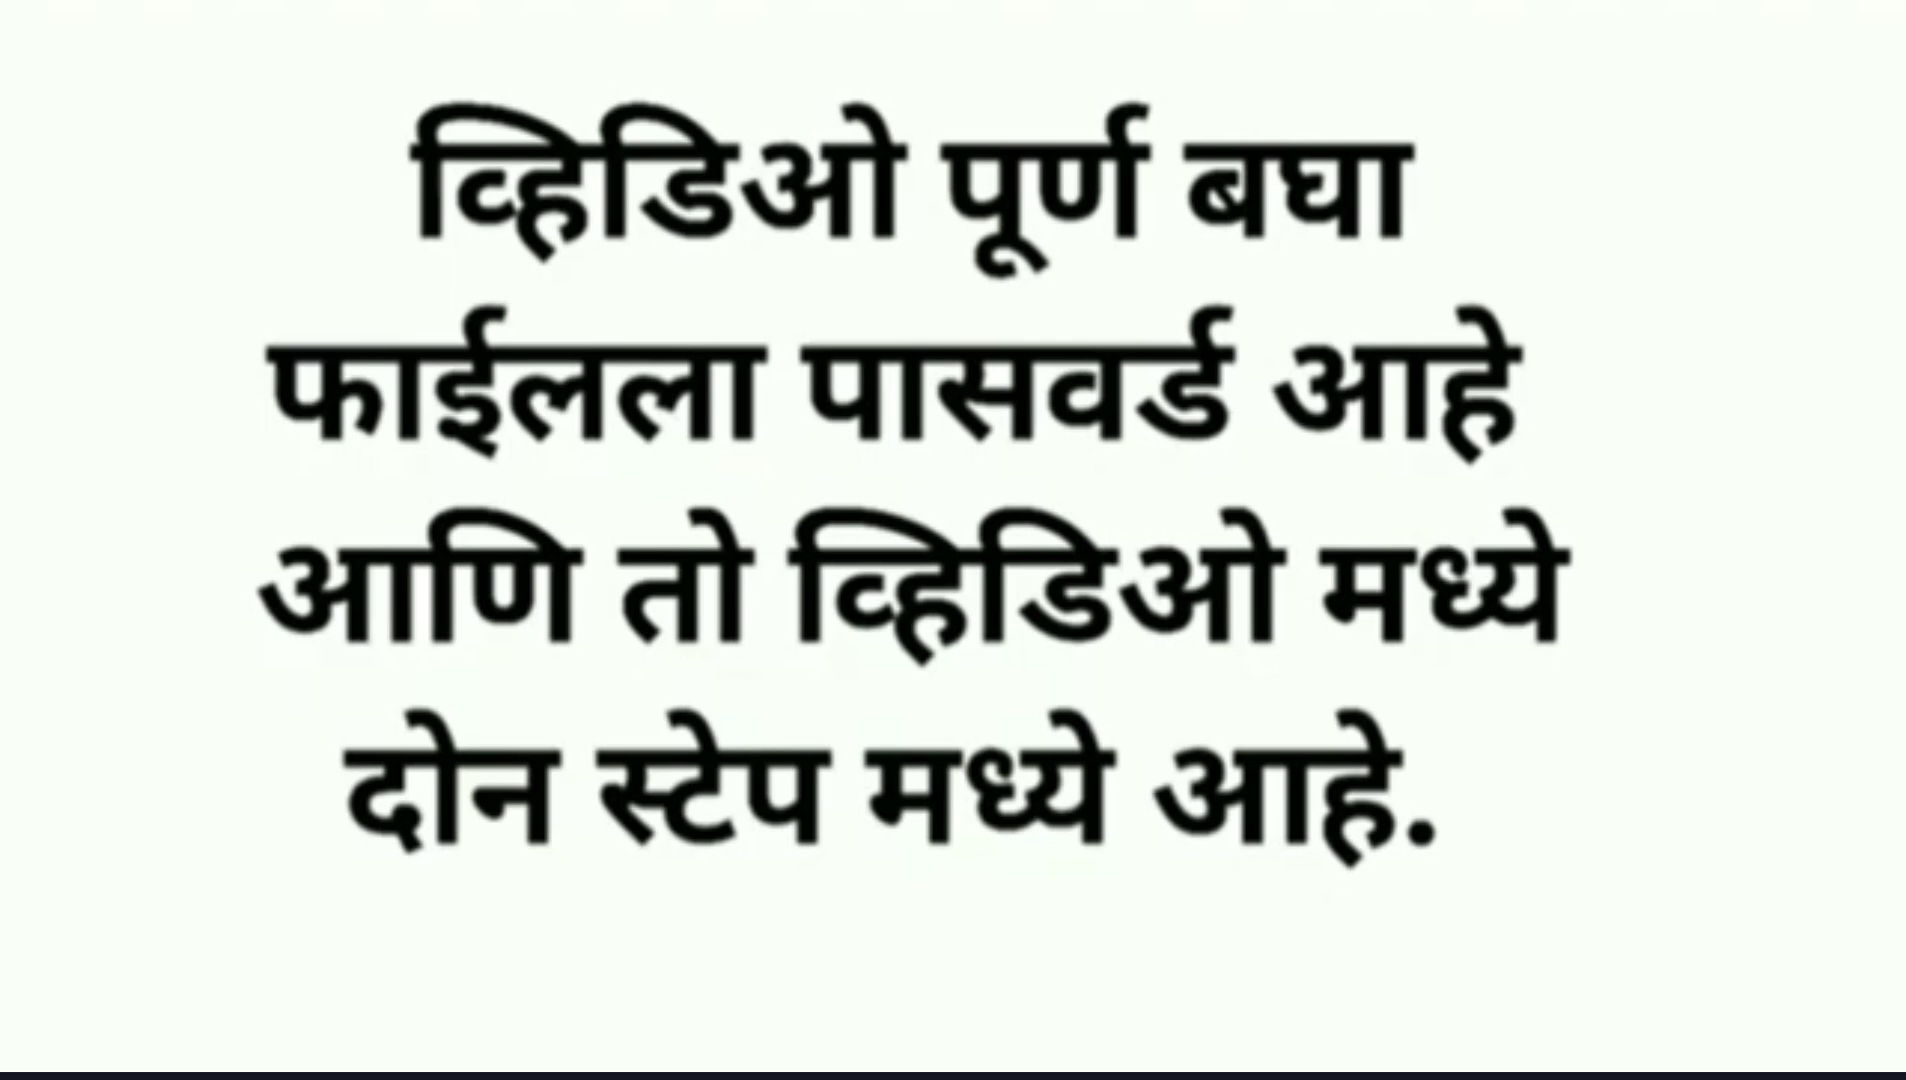 व्हिडिओ पूर्ण बघा
फाईलला पासवर्ड आहे
आणि तो व्हिडिओ मध्ये
दोन स्टेप मध्ये आहे.